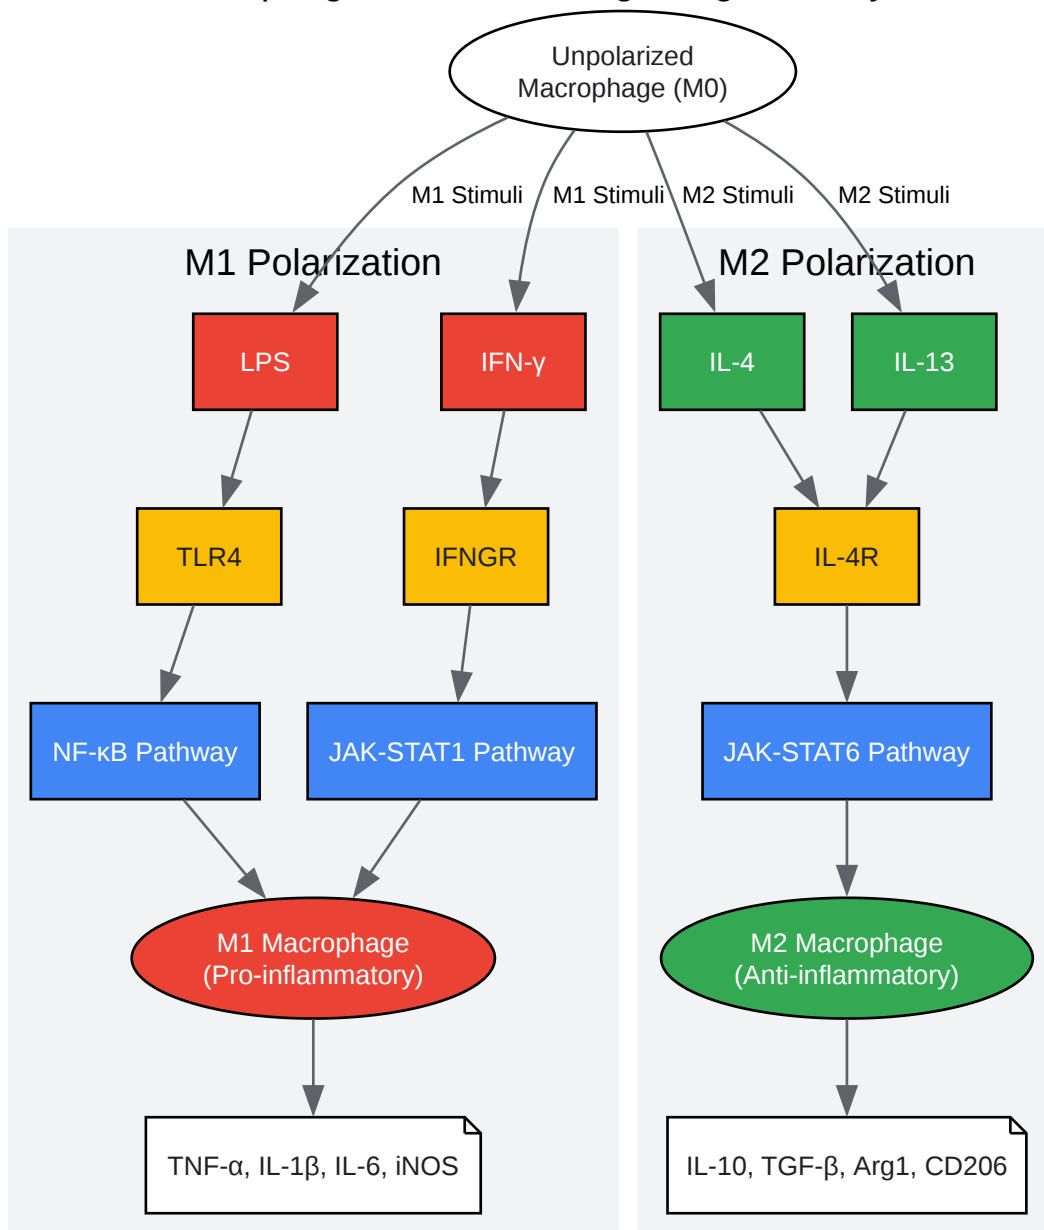 Unpolarized
Macrophage (M0)
M1 Stimuli
M1 Stimuli
M2 Stimuli
M2 Stimuli
M1 Polarization
M2 Polarization
LPS
IFN-γ
IL-4
IL-13
TLR4
IFNGR
IL-4R
NF-κB Pathway
JAK-STAT1 Pathway
JAK-STAT6 Pathway
M1 Macrophage
(Pro-inflammatory)
M2 Macrophage
(Anti-inflammatory)
TNF-α, IL-1β, IL-6, iNOS
IL-10, TGF-β, Arg1, CD206